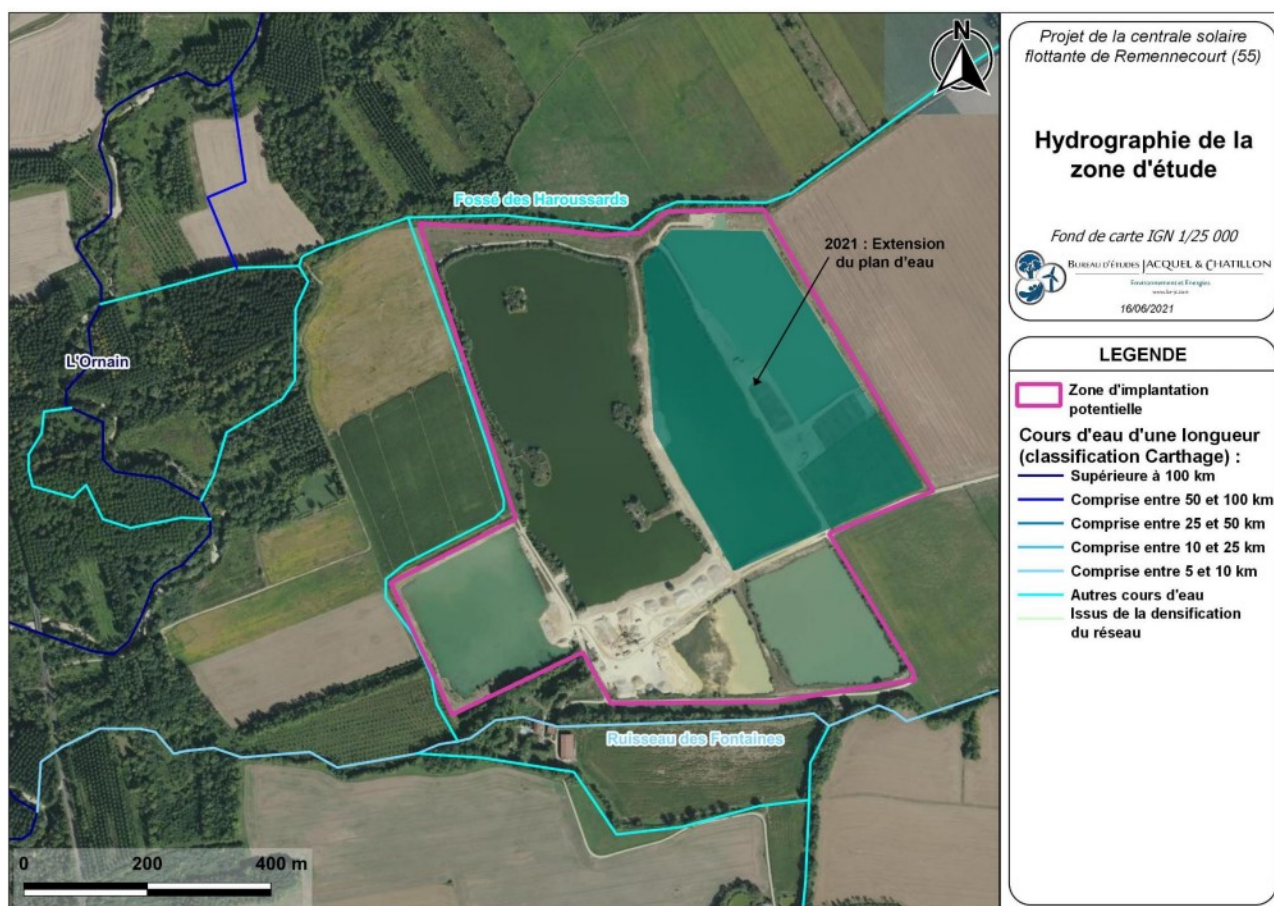 Projet de la centrale solaire
flottante de Remennecourt (55)
Hydrographie de la
zone d'étude
Fond de carte IGN 1/25 000
BUREAU D'ÉTUDES JACQUEL & CHATILLON
Environnement et Energies
16/06/2021
LEGENDE
Zone d'implantation
potentielle
Cours d'eau d'une longueur
(classification Carthage) :
Supérieure à 100 km
Comprise entre 50 et 100 km
Comprise entre 25 et 50 km
Comprise entre 10 et 25 km
Comprise entre 5 et 10 km
Autres cours d'eau
Issus de la densification
du réseau
N
Fossé des Haroussards
2021 : Extension
du plan d'eau
L'Ornain
Ruisseau des Fontaines
0 200 400 m